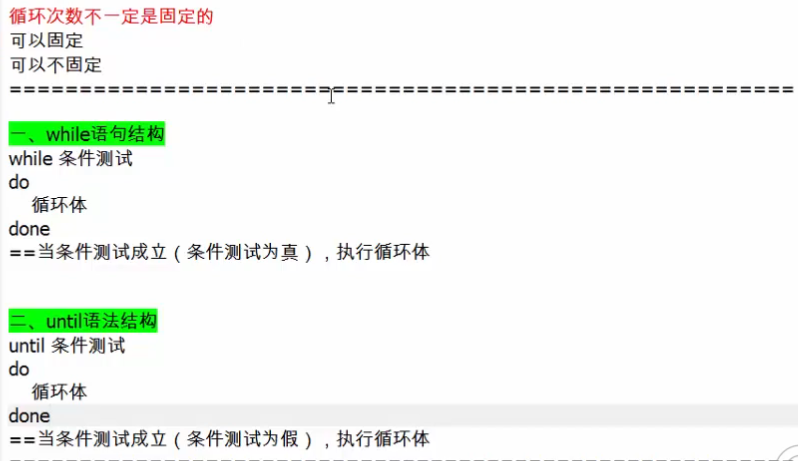 循环次数不一定是固定的
可以固定
可以不固定
==========================================================
一、while语句结构
while 条件测试
do
循环体
done
==当条件测试成立（条件测试为真），执行循环体
二、until语法结构
until 条件测试
do
循环体
done
==当条件测试成立（条件测试为假），执行循环体